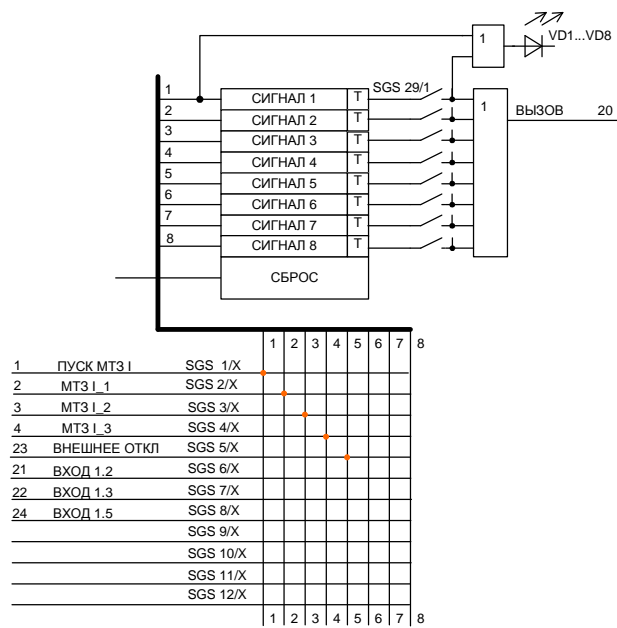 1 VD1...VD8
1 СИГНАЛ 1 T SGS 29/1
2 СИГНАЛ 2 T 1 ВЫЗОВ 20
3 СИГНАЛ 3 T
4 СИГНАЛ 4 T
5 СИГНАЛ 5 T
6 СИГНАЛ 6 T
7 СИГНАЛ 7 T
8 СИГНАЛ 8 T
СБРОС
1 2 3 4 5 6 7 8
1 ПУСК МТЗ I SGS 1/X
2 МТЗ I_1 SGS 2/X
3 МТЗ I_2 SGS 3/X
4 МТЗ I_3 SGS 4/X
23 ВНЕШНЕЕ ОТКЛ SGS 5/X
21 ВХОД 1.2 SGS 6/X
22 ВХОД 1.3 SGS 7/X
24 ВХОД 1.5 SGS 8/X
SGS 9/X
SGS 10/X
SGS 11/X
SGS 12/X
1 2 3 4 5 6 7 8